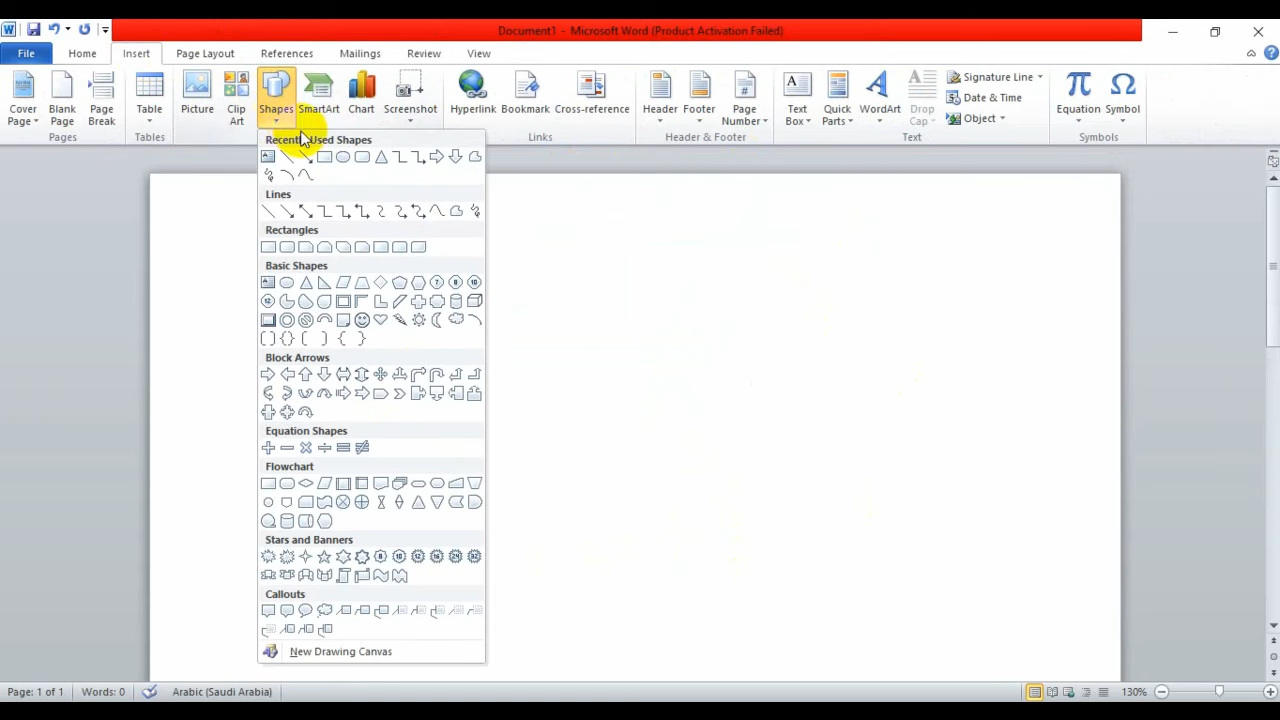 Document1 - Microsoft Word (Product Activation Failed)
File Home Insert Page Layout References Mailings Review View
Cover Page
Blank Page
Page Break
Table
Picture
Clip Art
Shapes
SmartArt
Chart
Screenshot
Hyperlink
Bookmark
Cross-reference
Header
Footer
Page Number
Text Box
Quick Parts
WordArt
Drop Cap
Signature Line
Date & Time
Object
Equation
Symbol
Pages
Tables
Links
Header & Footer
Text
Symbols
Used Shapes
Lines
Rectangles
Basic Shapes
Block Arrows
Equation Shapes
Flowchart
Stars and Banners
Callouts
New Drawing Canvas
Page: 1 of 1
Words: 0
Arabic (Saudi Arabia)
130%